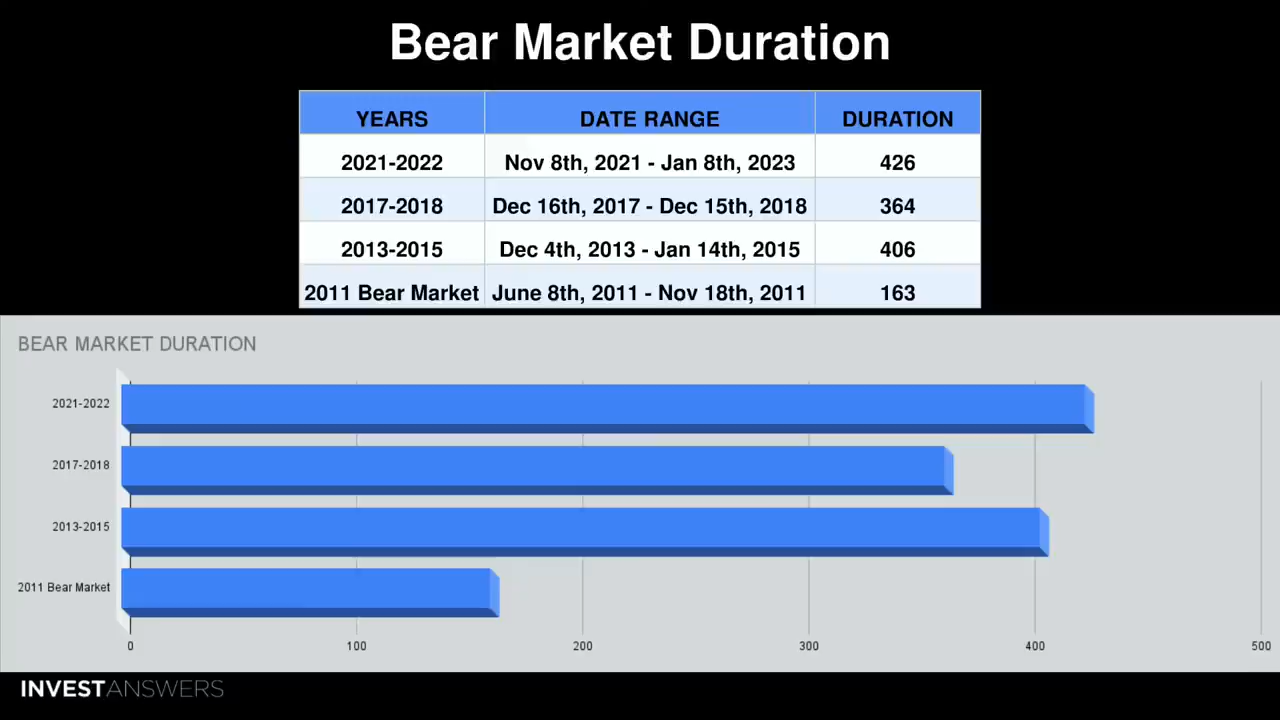 Bear Market Duration
YEARS DATE RANGE DURATION
2021-2022 Nov 8th, 2021 - Jan 8th, 2023 426
2017-2018 Dec 16th, 2017 - Dec 15th, 2018 364
2013-2015 Dec 4th, 2013 - Jan 14th, 2015 406
2011 Bear Market June 8th, 2011 - Nov 18th, 2011 163
BEAR MARKET DURATION
2021-2022
2017-2018
2013-2015
2011 Bear Market
0 100 200 300 400 500
INVESTANSWERS